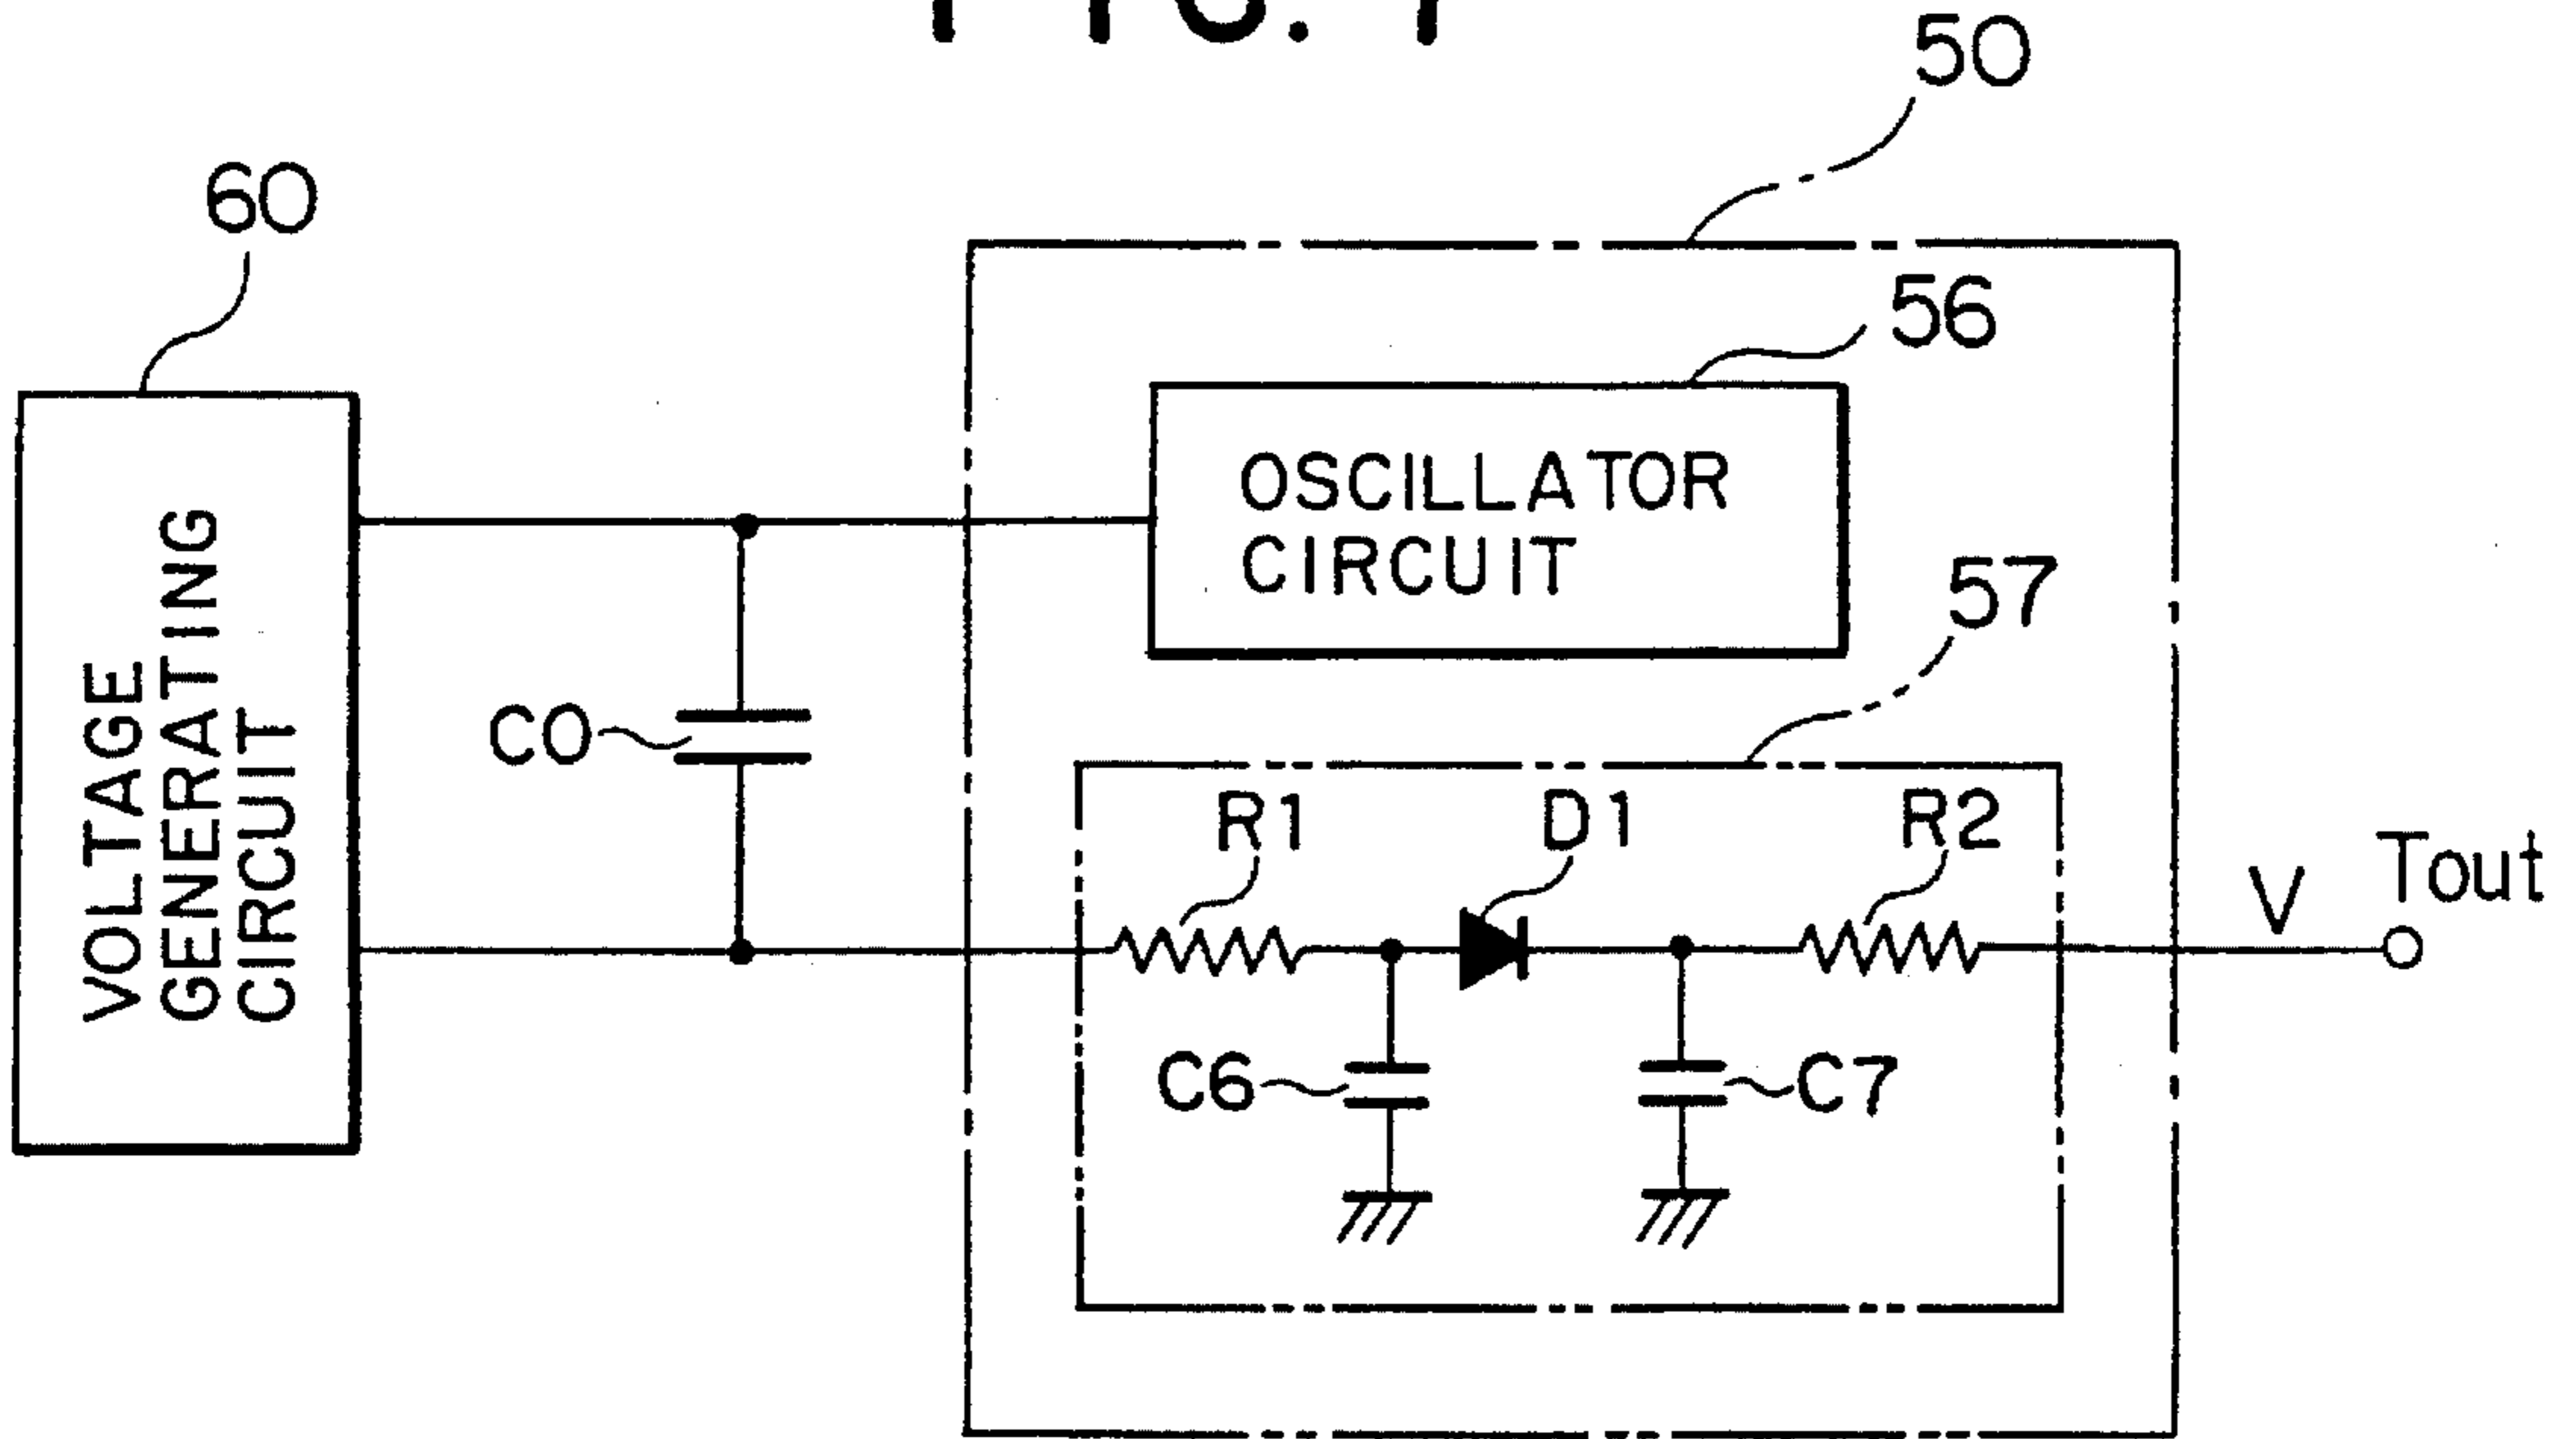 50
60
56
OSCILLATOR
CIRCUIT
57
VOLTAGE
GENERATING
CIRCUIT
C0
R1
D1
R2
V
Tout
C6
C7